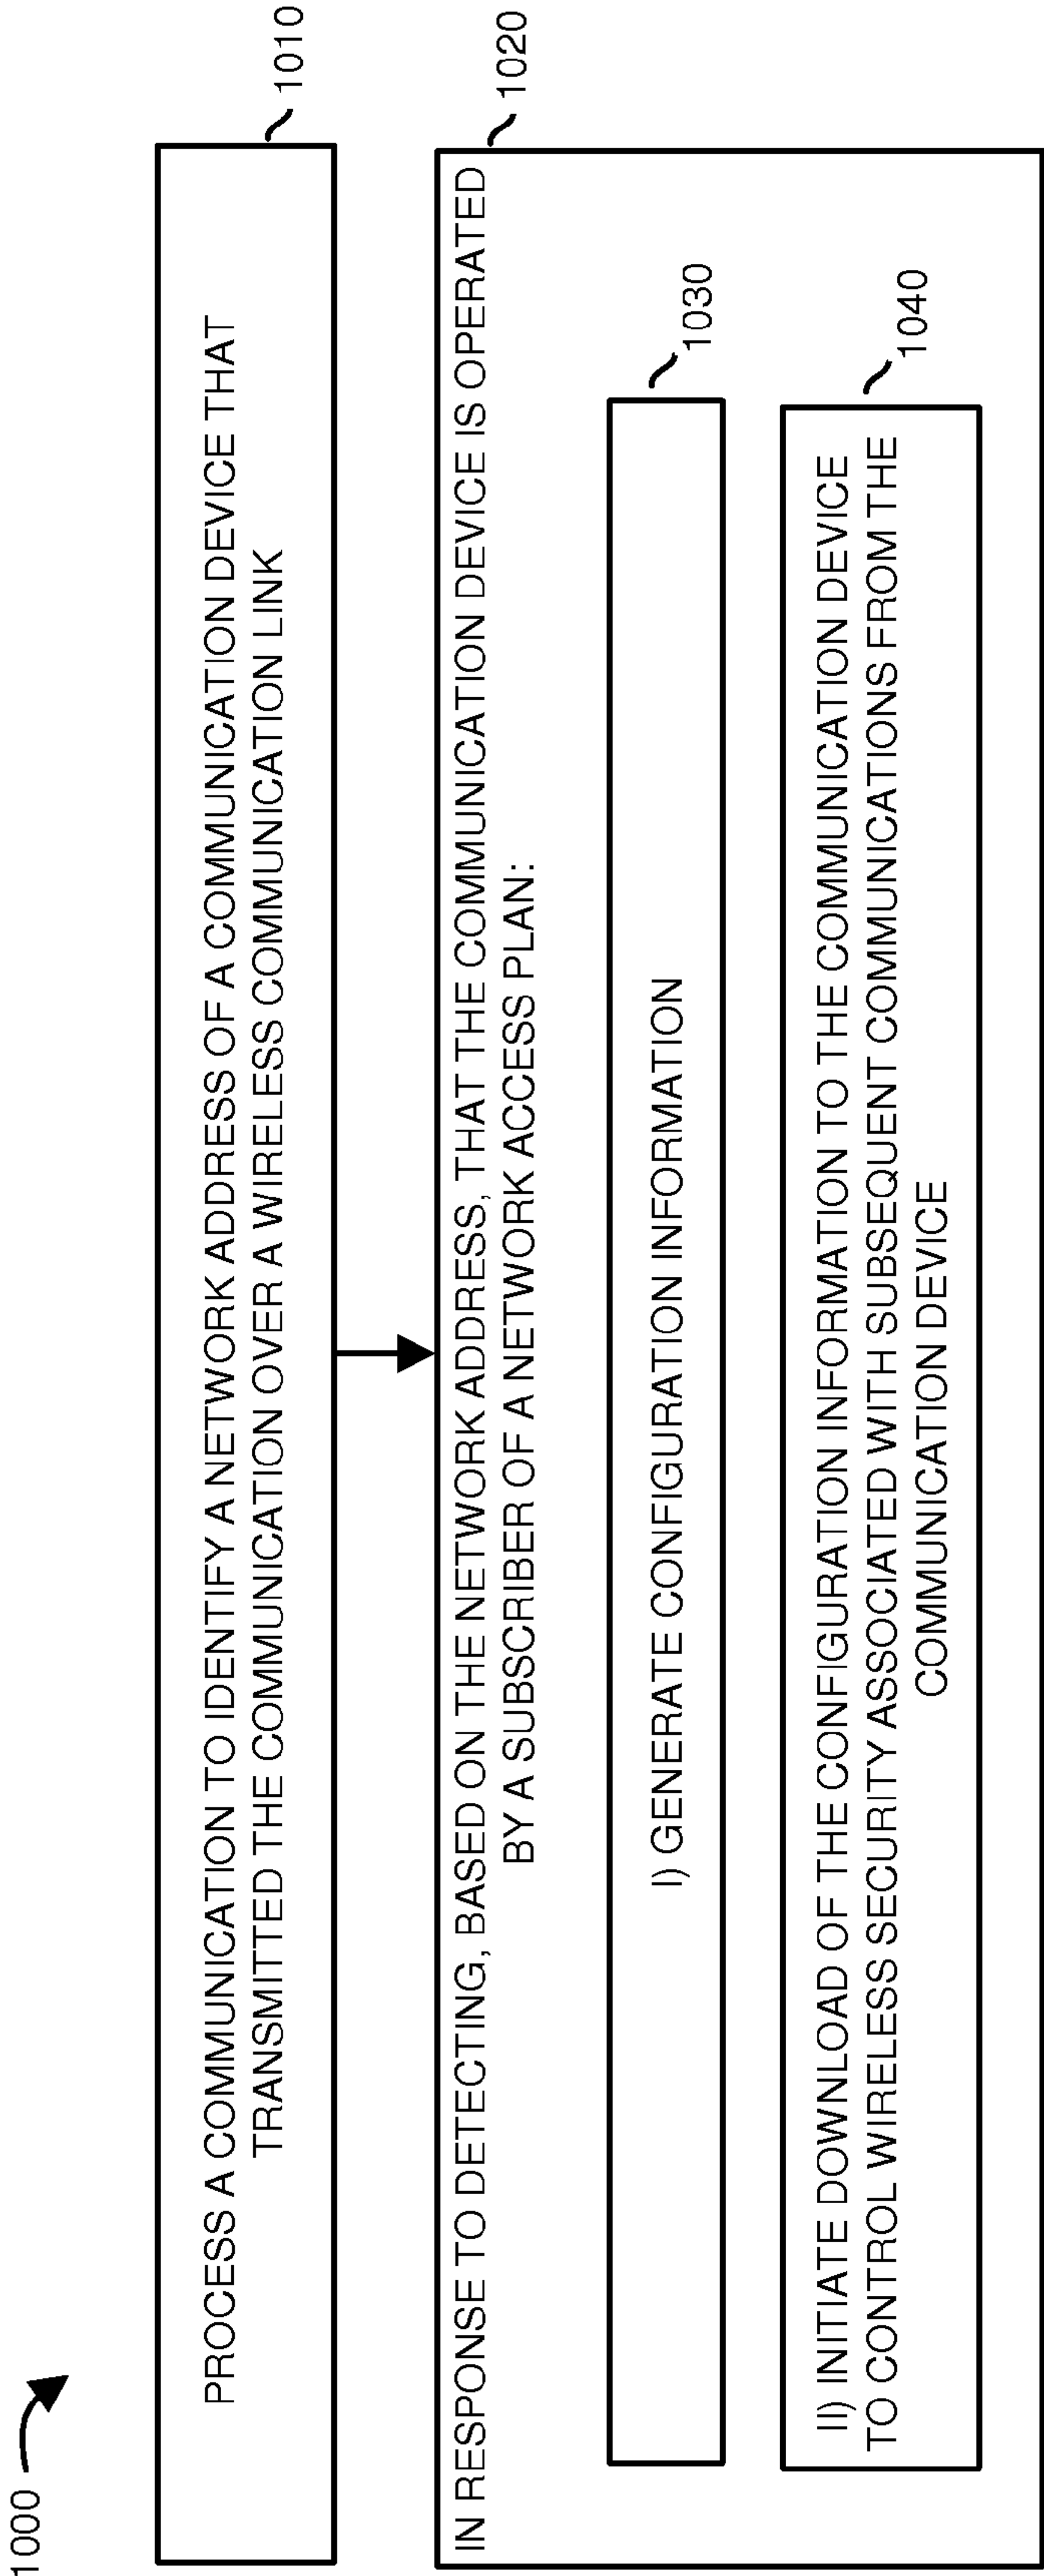 1000
PROCESS A COMMUNICATION TO IDENTIFY A NETWORK ADDRESS OF A COMMUNICATION DEVICE THAT
TRANSMITTED THE COMMUNICATION OVER A WIRELESS COMMUNICATION LINK
1010
IN RESPONSE TO DETECTING, BASED ON THE NETWORK ADDRESS, THAT THE COMMUNICATION DEVICE IS OPERATED
BY A SUBSCRIBER OF A NETWORK ACCESS PLAN:
1020
I) GENERATE CONFIGURATION INFORMATION
1030
II) INITIATE DOWNLOAD OF THE CONFIGURATION INFORMATION TO THE COMMUNICATION DEVICE
TO CONTROL WIRELESS SECURITY ASSOCIATED WITH SUBSEQUENT COMMUNICATIONS FROM THE
COMMUNICATION DEVICE
1040